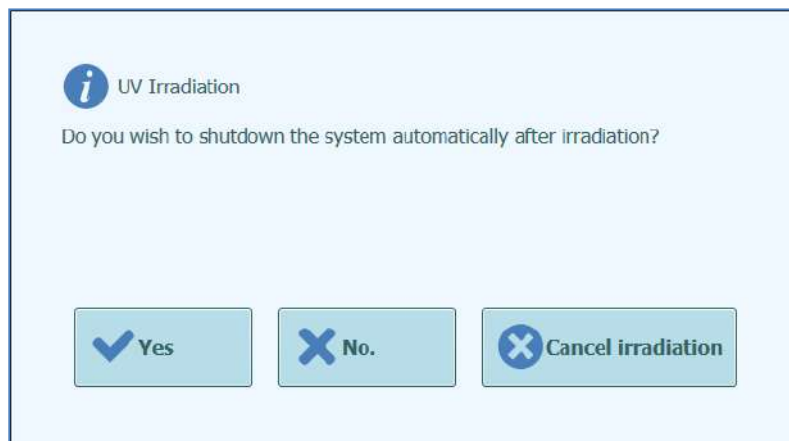 UV Irradiation
Do you wish to shutdown the system automatically after irradiation?
Yes
No.
Cancel irradiation